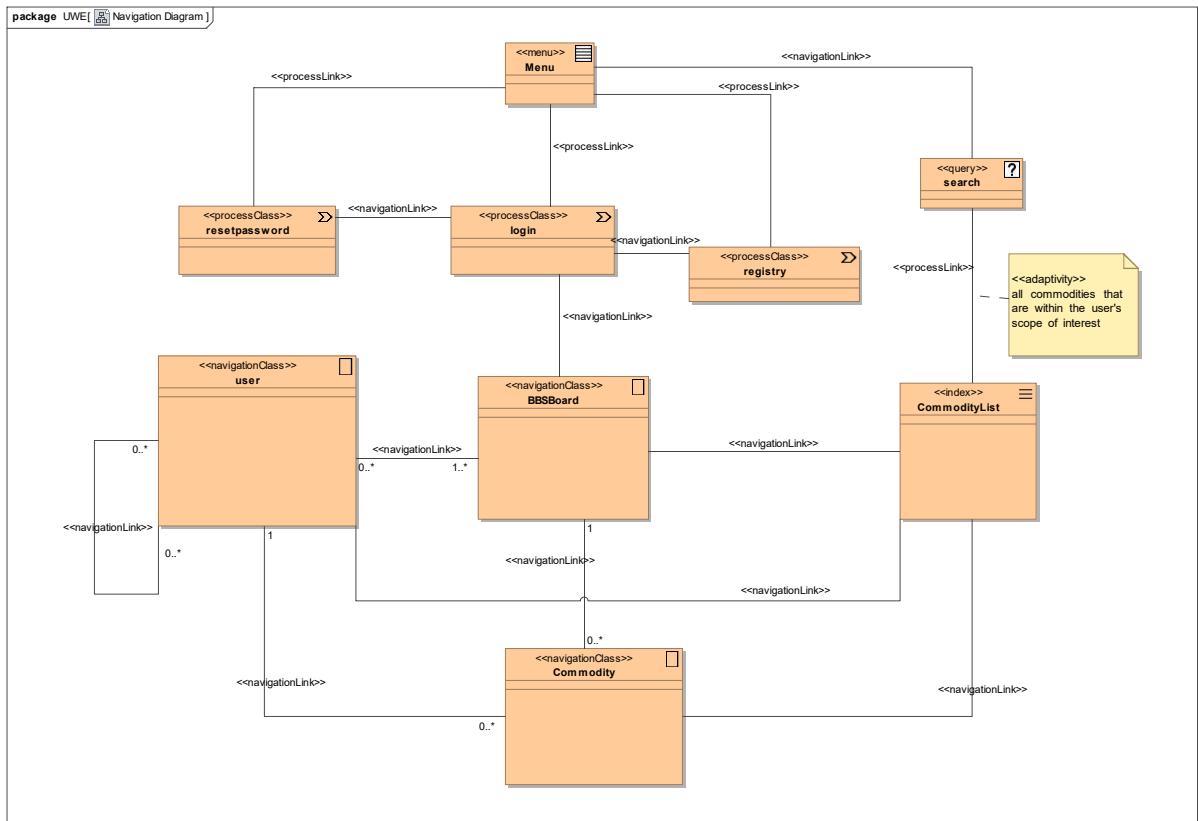 package UWE[ Navigation Diagram ]
<<menu>>
Menu
<<navigationLink>>
<<processLink>>
<<processLink>>
<<processLink>>
<<query>>
search
<<processClass>>
resetpassword
<<navigationLink>>
<<processClass>>
login
<<navigationLink>>
<<processClass>>
registry
<<processLink>>
<<adaptivity>>
all commodities that
are within the user's
scope of interest
<<navigationLink>>
<<navigationClass>>
user
<<navigationClass>>
BBSBoard
<<index>>
CommodityList
0..*
<<navigationLink>>
0..*
1..*
<<navigationLink>>
<<navigationLink>>
0..*
1
1
<<navigationLink>>
<<navigationLink>>
0..*
<<navigationClass>>
Commodity
<<navigationLink>>
<<navigationLink>>
0..*